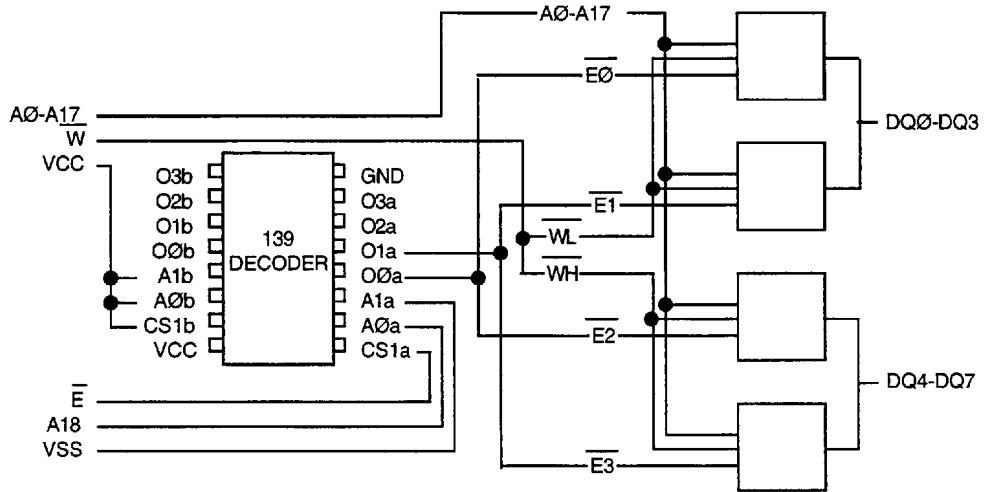 AØ-A17
EØ
AØ-A17
W
VCC
DQØ-DQ3
O3b
O2b
O1b
OØb
A1b
AØb
CS1b
VCC
139
DECODER
GND
O3a
O2a
O1a
OØa
A1a
AØa
CS1a
E1
WL
WH
E2
DQ4-DQ7
E
A18
VSS
E3